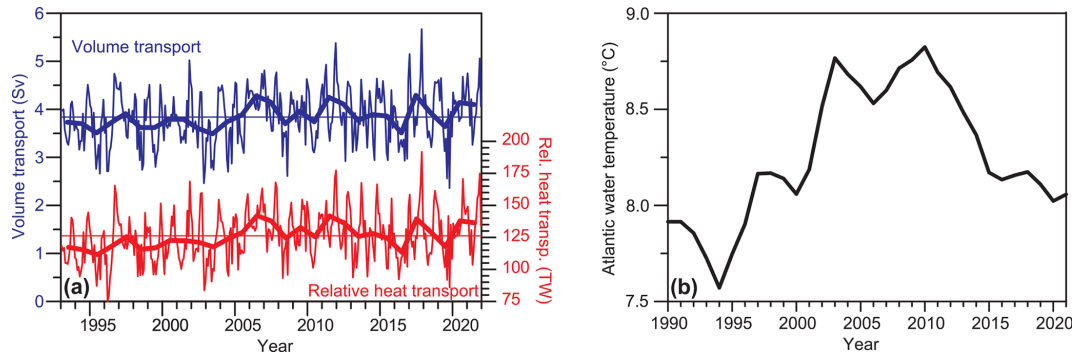 6
5
4
3
2
1
0
Volume transport (Sv)
Volume transport
200
175
150
125
100
75
Rel. heat transp. (TW)
(a)
Relative heat transport
1995 2000 2005 2010 2015 2020
Year
9.0
8.5
8.0
7.5
Atlantic water temperature (°C)
(b)
1990 1995 2000 2005 2010 2015 2020
Year